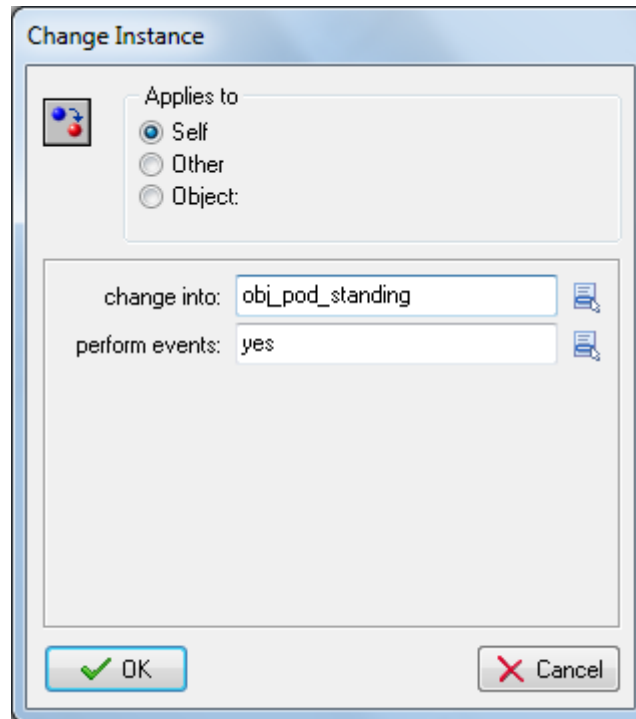 Change Instance
Applies to
Self
Other
Object:
change into: obj_pod_standing
perform events: yes
OK Cancel